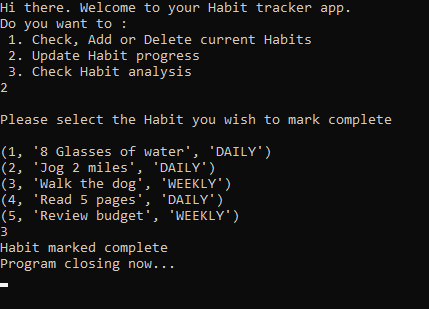 Hi there. Welcome to your Habit tracker app.
Do you want to :
 1. Check, Add or Delete current Habits
 2. Update Habit progress
 3. Check Habit analysis
2
Please select the Habit you wish to mark complete
(1, '8 Glasses of water', 'DAILY')
(2, 'Jog 2 miles', 'DAILY')
(3, 'Walk the dog', 'WEEKLY')
(4, 'Read 5 pages', 'DAILY')
(5, 'Review budget', 'WEEKLY')
3
Habit marked complete
Program closing now...